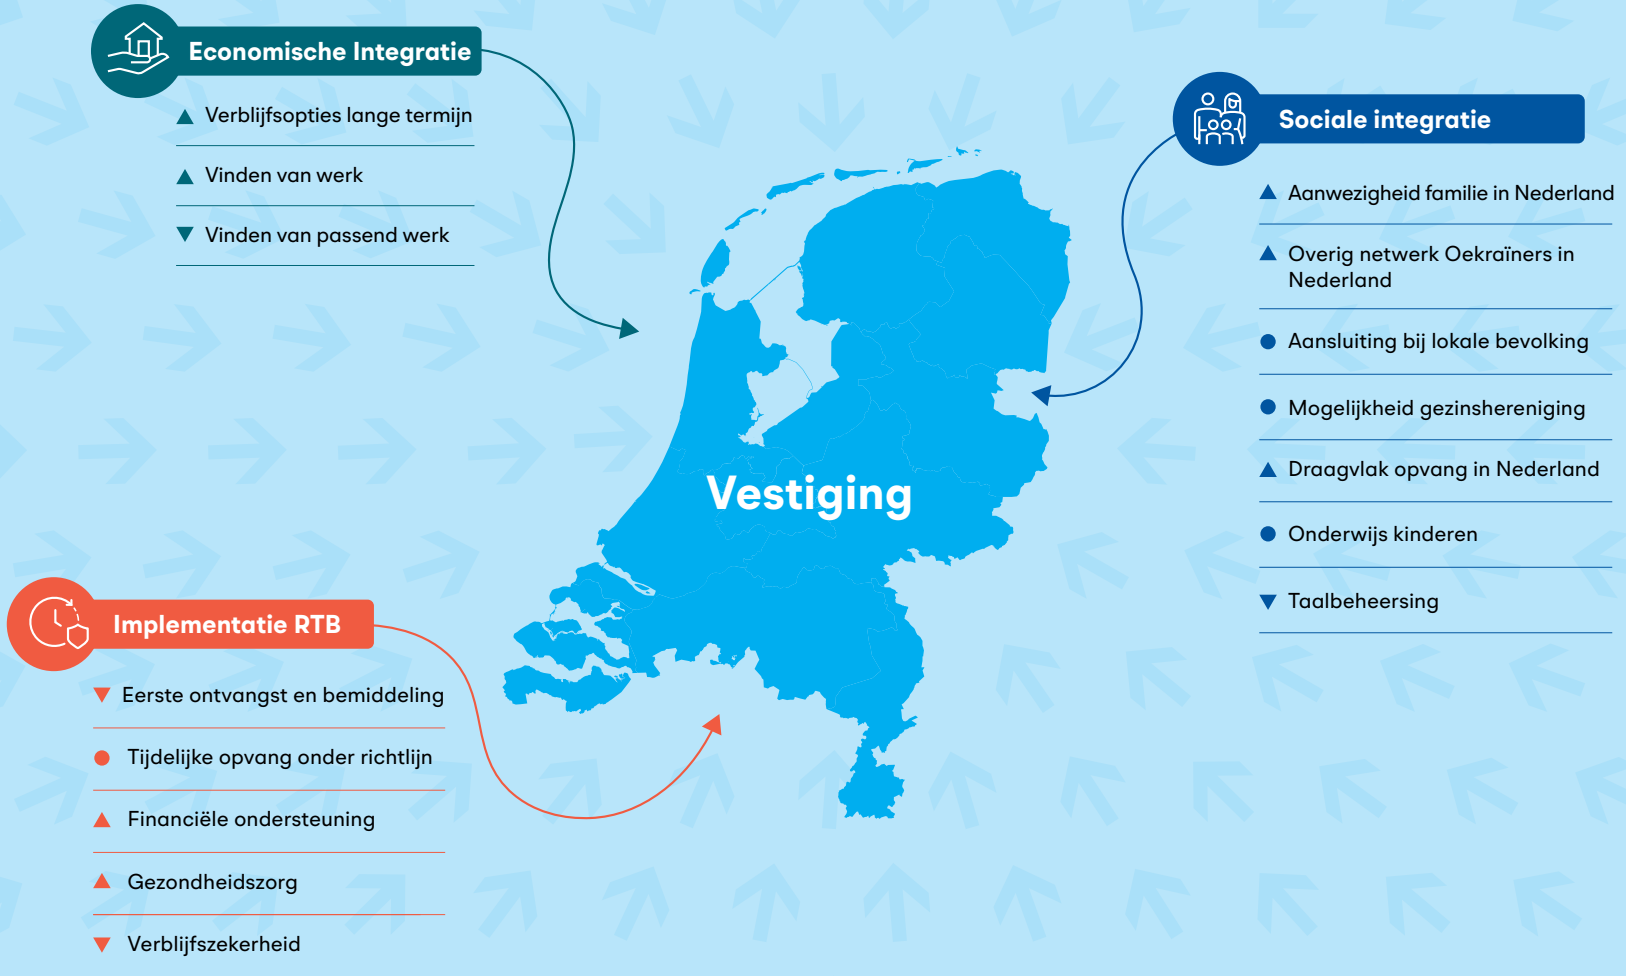 Economische Integratie
▲ Verblijfsopties lange termijn
▲ Vinden van werk
▼ Vinden van passend werk
Sociale integratie
▲ Aanwezigheid familie in Nederland
▲ Overig netwerk Oekraïners in
Nederland
● Aansluiting bij lokale bevolking
● Mogelijkheid gezinshereniging
▲ Draagvlak opvang in Nederland
● Onderwijs kinderen
▼ Taalbeheersing
Vestiging
Implementatie RTB
▼ Eerste ontvangst en bemiddeling
● Tijdelijke opvang onder richtlijn
▲ Financiële ondersteuning
▲ Gezondheidszorg
▼ Verblijfszekerheid